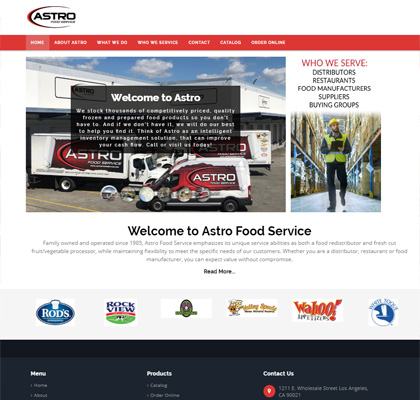 ASTRO
FOOD SERVICE
HOME
ABOUT ASTRO
WHAT WE DO
WHO WE SERVICE
CONTACT
CATALOG
ORDER ONLINE
WHO WE SERVE:
DISTRIBUTORS
RESTAURANTS
FOOD MANUFACTURERS
SUPPLIERS
BUYING GROUPS
Welcome to Astro
We stock thousands of competitively priced, quality
frozen and prepared food products so you don't
have to. And if we don't have it, we will do our best
to help you find it. Think of Astro as an intelligent
inventory management solution, that can improve
your cash flow. Call or visit us today!
ASTRO
ASTRO
Welcome to Astro Food Service
Family owned and operated since 1985, Astro Food Service emphasizes its unique service abilities as both a food redistributor and fresh cut
fruit/vegetable processor, while maintaining flexibility to meet the specific needs of our customers. Whether you are a distributor, restaurant or food
manufacturer, you can expect value without compromise.
Read More...
ROD'S
ROCK
VIEW
Wahoo!
APPETIZERS
WHITE TOQUE
Menu
Products
Contact Us
› Home
› Catalog
› About
› Order Online
1211 E. Wholesale Street Los Angeles,
CA 90021